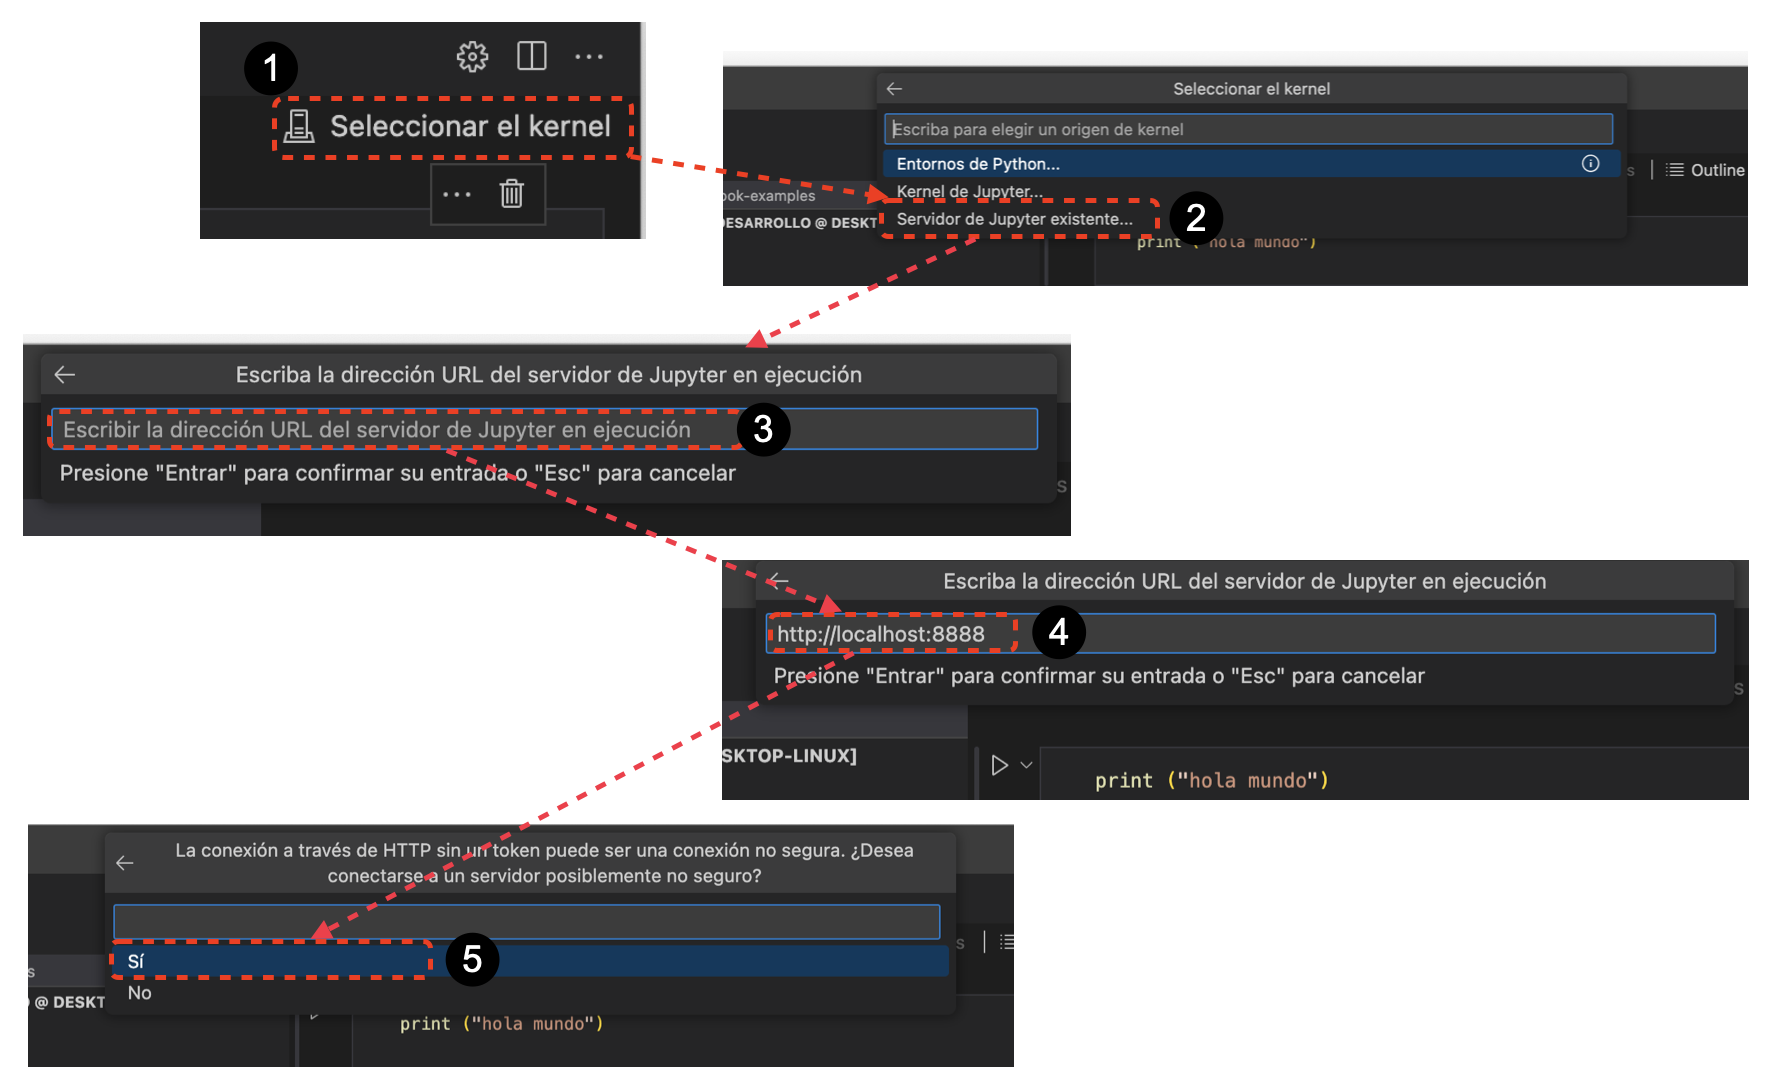 1
Seleccionar el kernel
Seleccionar el kernel
Escriba para elegir un origen de kernel
Entornos de Python...
Outline
Kernel de Jupyter...
ook-examples
Servidor de Jupyter existente...
2
DESARROLLO @ DESKT
print ("hola mundo")
Escriba la dirección URL del servidor de Jupyter en ejecución
Escribir la dirección URL del servidor de Jupyter en ejecución
3
Presione "Entrar" para confirmar su entrada o "Esc" para cancelar
s
Escriba la dirección URL del servidor de Jupyter en ejecución
http://localhost:8888
4
Presione "Entrar" para confirmar su entrada o "Esc" para cancelar
s
SKTOP-LINUX]
print ("hola mundo")
La conexión a través de HTTP sin un token puede ser una conexión no segura. ¿Desea
conectarse a un servidor posiblemente no seguro?
s
Sí
5
s
No
@ DESKT
print ("hola mundo")